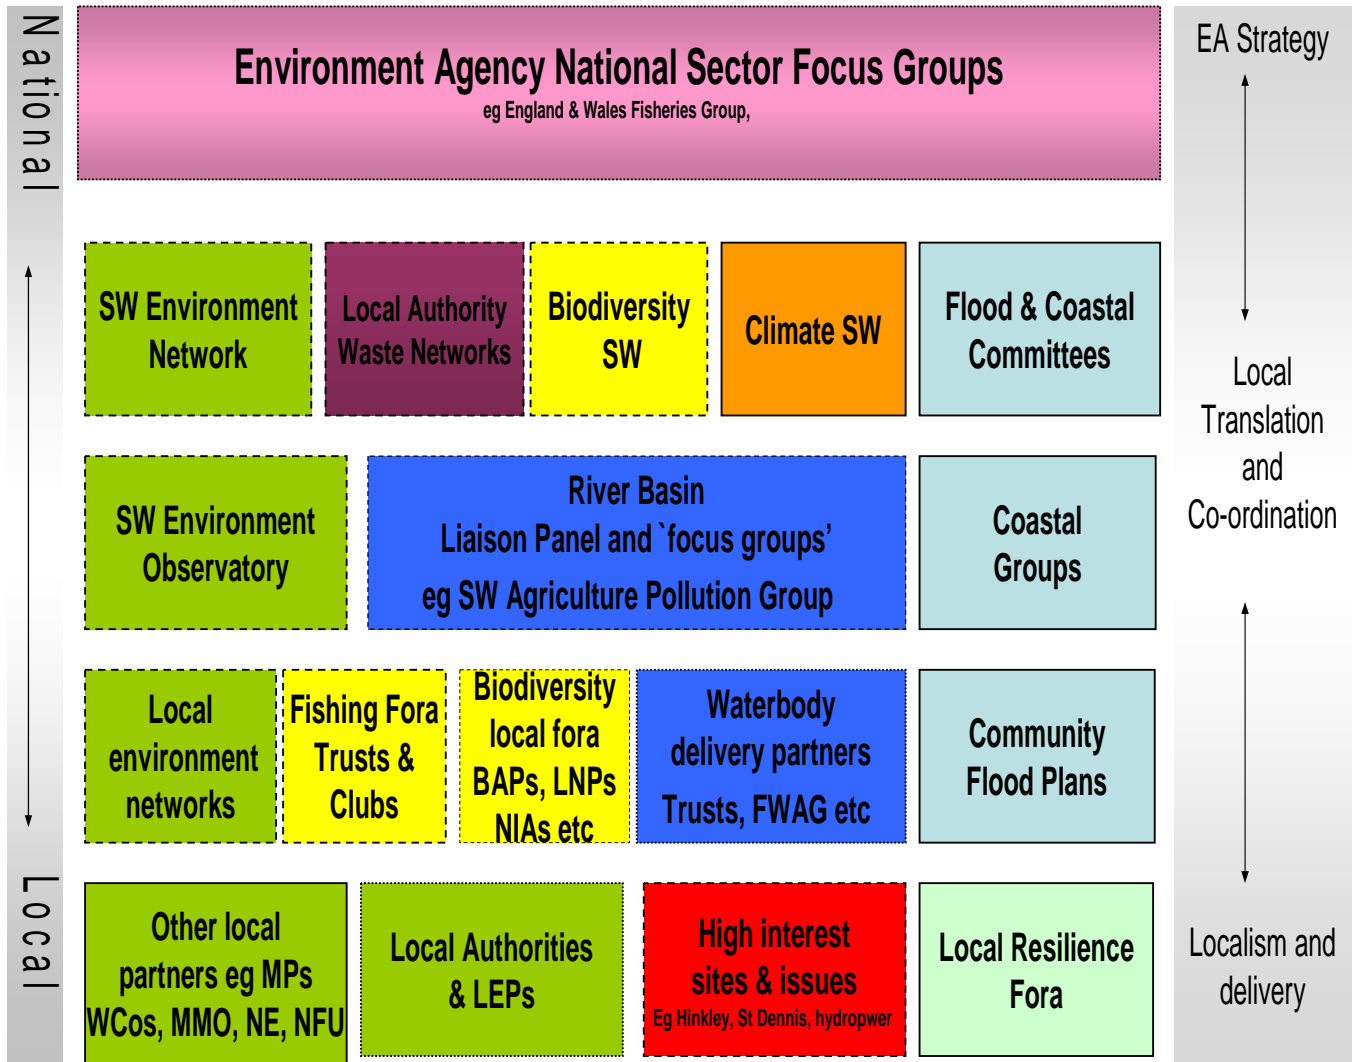 National
Environment Agency National Sector Focus Groups
eg England & Wales Fisheries Group,
EA Strategy
SW Environment
Network
Local Authority
Waste Networks
Biodiversity
SW
Climate SW
Flood & Coastal
Committees
Local
Translation
and
Co-ordination
SW Environment
Observatory
River Basin
Liaison Panel and `focus groups’
eg SW Agriculture Pollution Group
Coastal
Groups
Local
environment
networks
Fishing Fora
Trusts &
Clubs
Biodiversity
local fora
BAPs, LNPs
NIAs etc
Waterbody
delivery partners
Trusts, FWAG etc
Community
Flood Plans
Local
Other local
partners eg MPs
WCos, MMO, NE, NFU
Local Authorities
& LEPs
High interest
sites & issues
Eg Hinkley, St Dennis, hydropwer
Local Resilience
Fora
Localism and
delivery